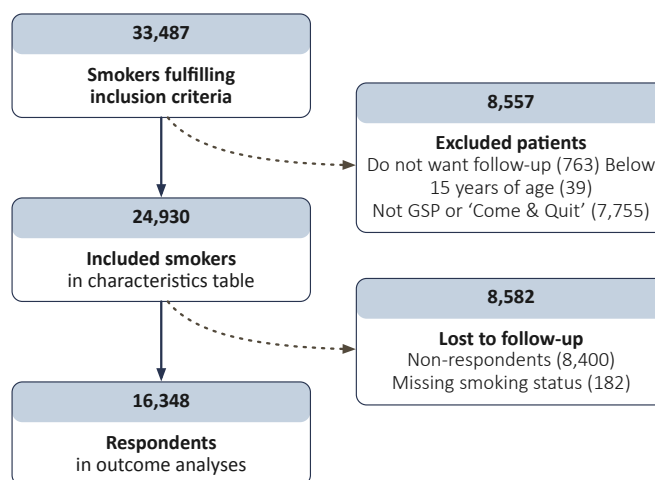 33,487
Smokers fulfilling
inclusion criteria
8,557
Excluded patients
Do not want follow-up (763) Below
15 years of age (39)
Not GSP or ‘Come & Quit’ (7,755)
24,930
Included smokers
in characteristics table
8,582
Lost to follow-up
Non-respondents (8,400)
Missing smoking status (182)
16,348
Respondents
in outcome analyses